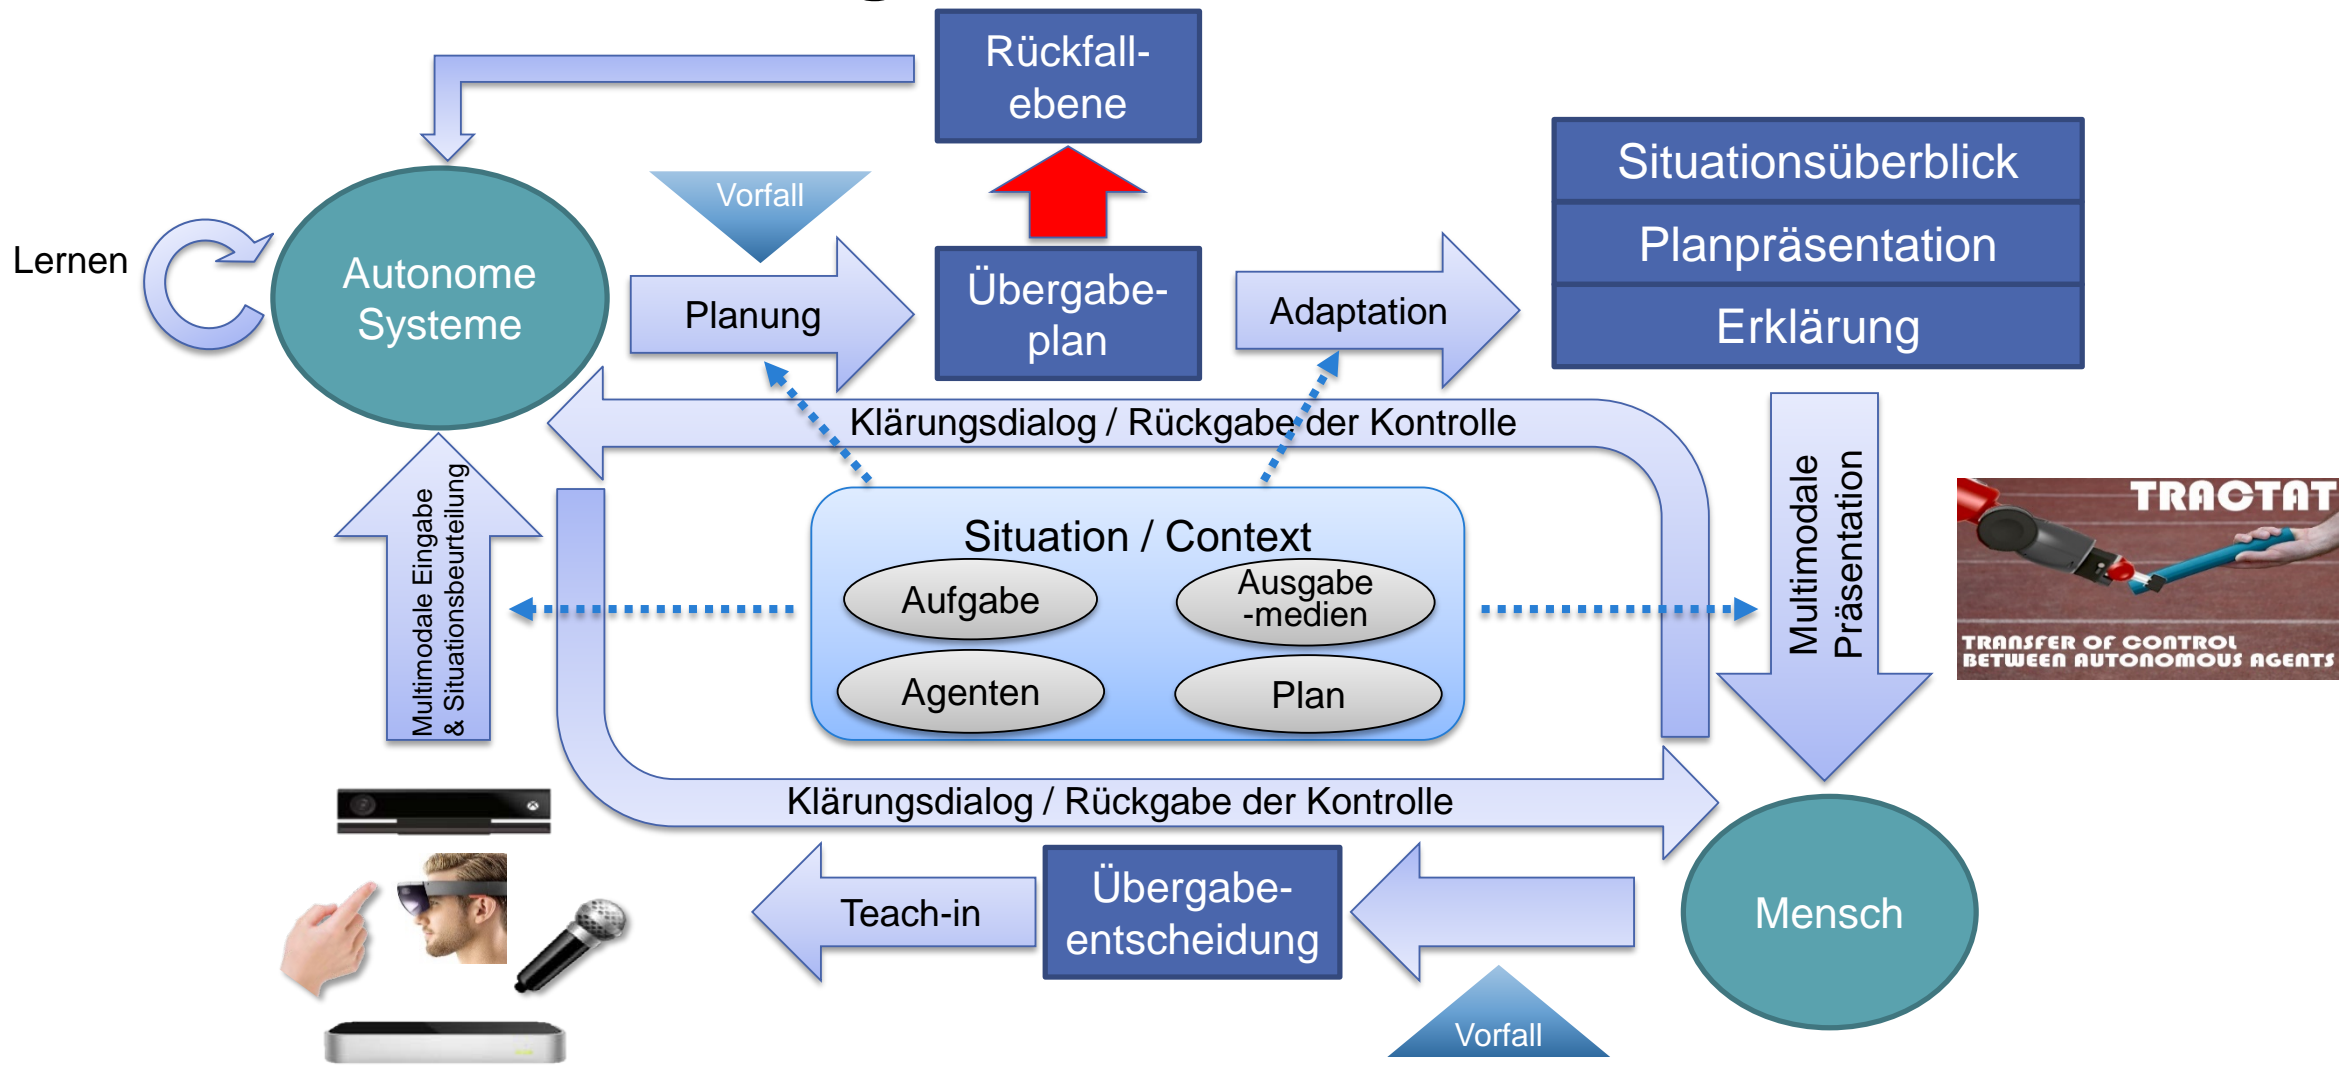 Rückfall-
ebene
Situationsüberblick
Vorfall
Planpräsentation
Lernen
Autonome
Systeme
Planung
Übergabe-
plan
Adaptation
Erklärung
Klärungsdialog / Rückgabe der Kontrolle
Multimodale Eingabe
& Situationsbeurteilung
Situation / Context
Aufgabe
Ausgabe
-medien
Agenten
Plan
Multimodale
Präsentation
TRACTAT
TRANSFER OF CONTROL
BETWEEN AUTONOMOUS AGENTS
Klärungsdialog / Rückgabe der Kontrolle
Teach-in
Übergabe-
entscheidung
Mensch
Vorfall